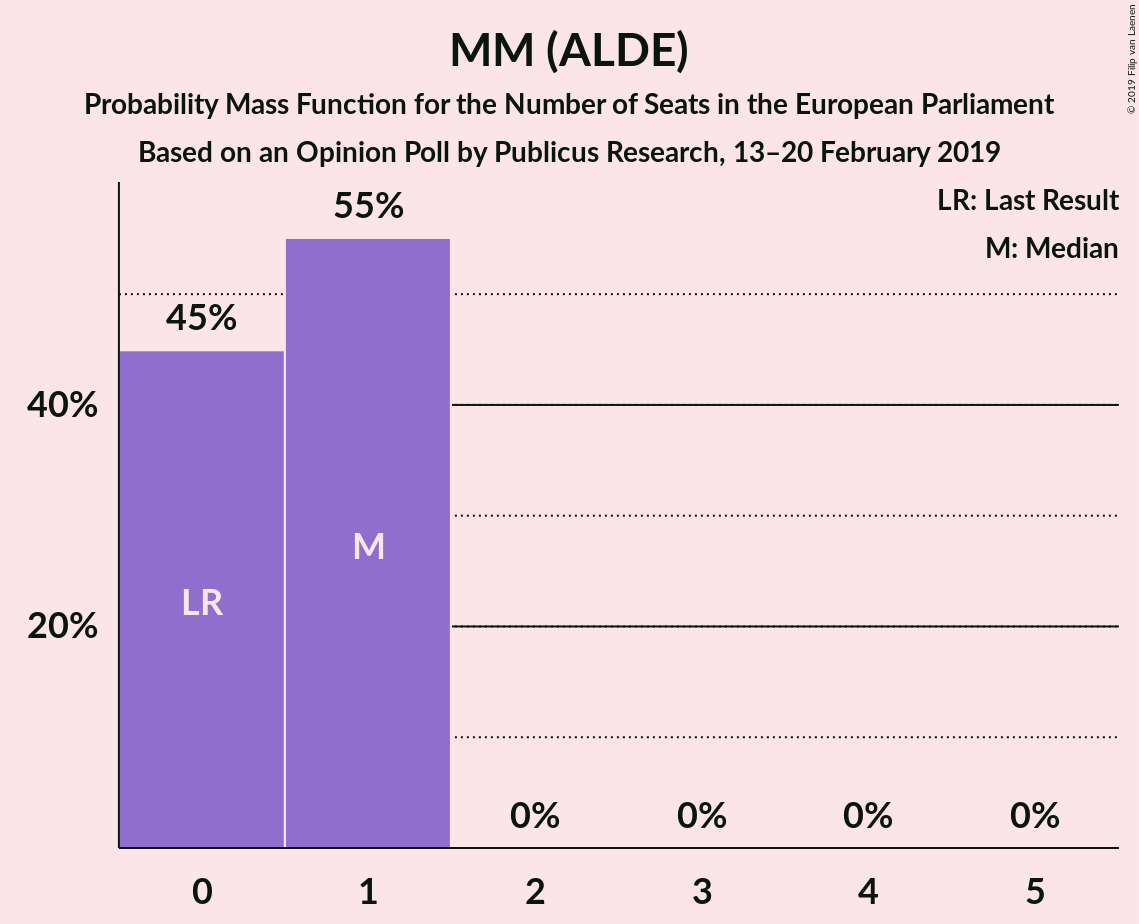 MM (ALDE)
Probability Mass Function for the Number of Seats in the European Parliament
Based on an Opinion Poll by Publicus Research, 13–20 February 2019
© 2019 Filip van Laenen
LR: Last Result
M: Median
55%
45%
40%
20%
M
LR
0% 0% 0% 0%
0 1 2 3 4 5